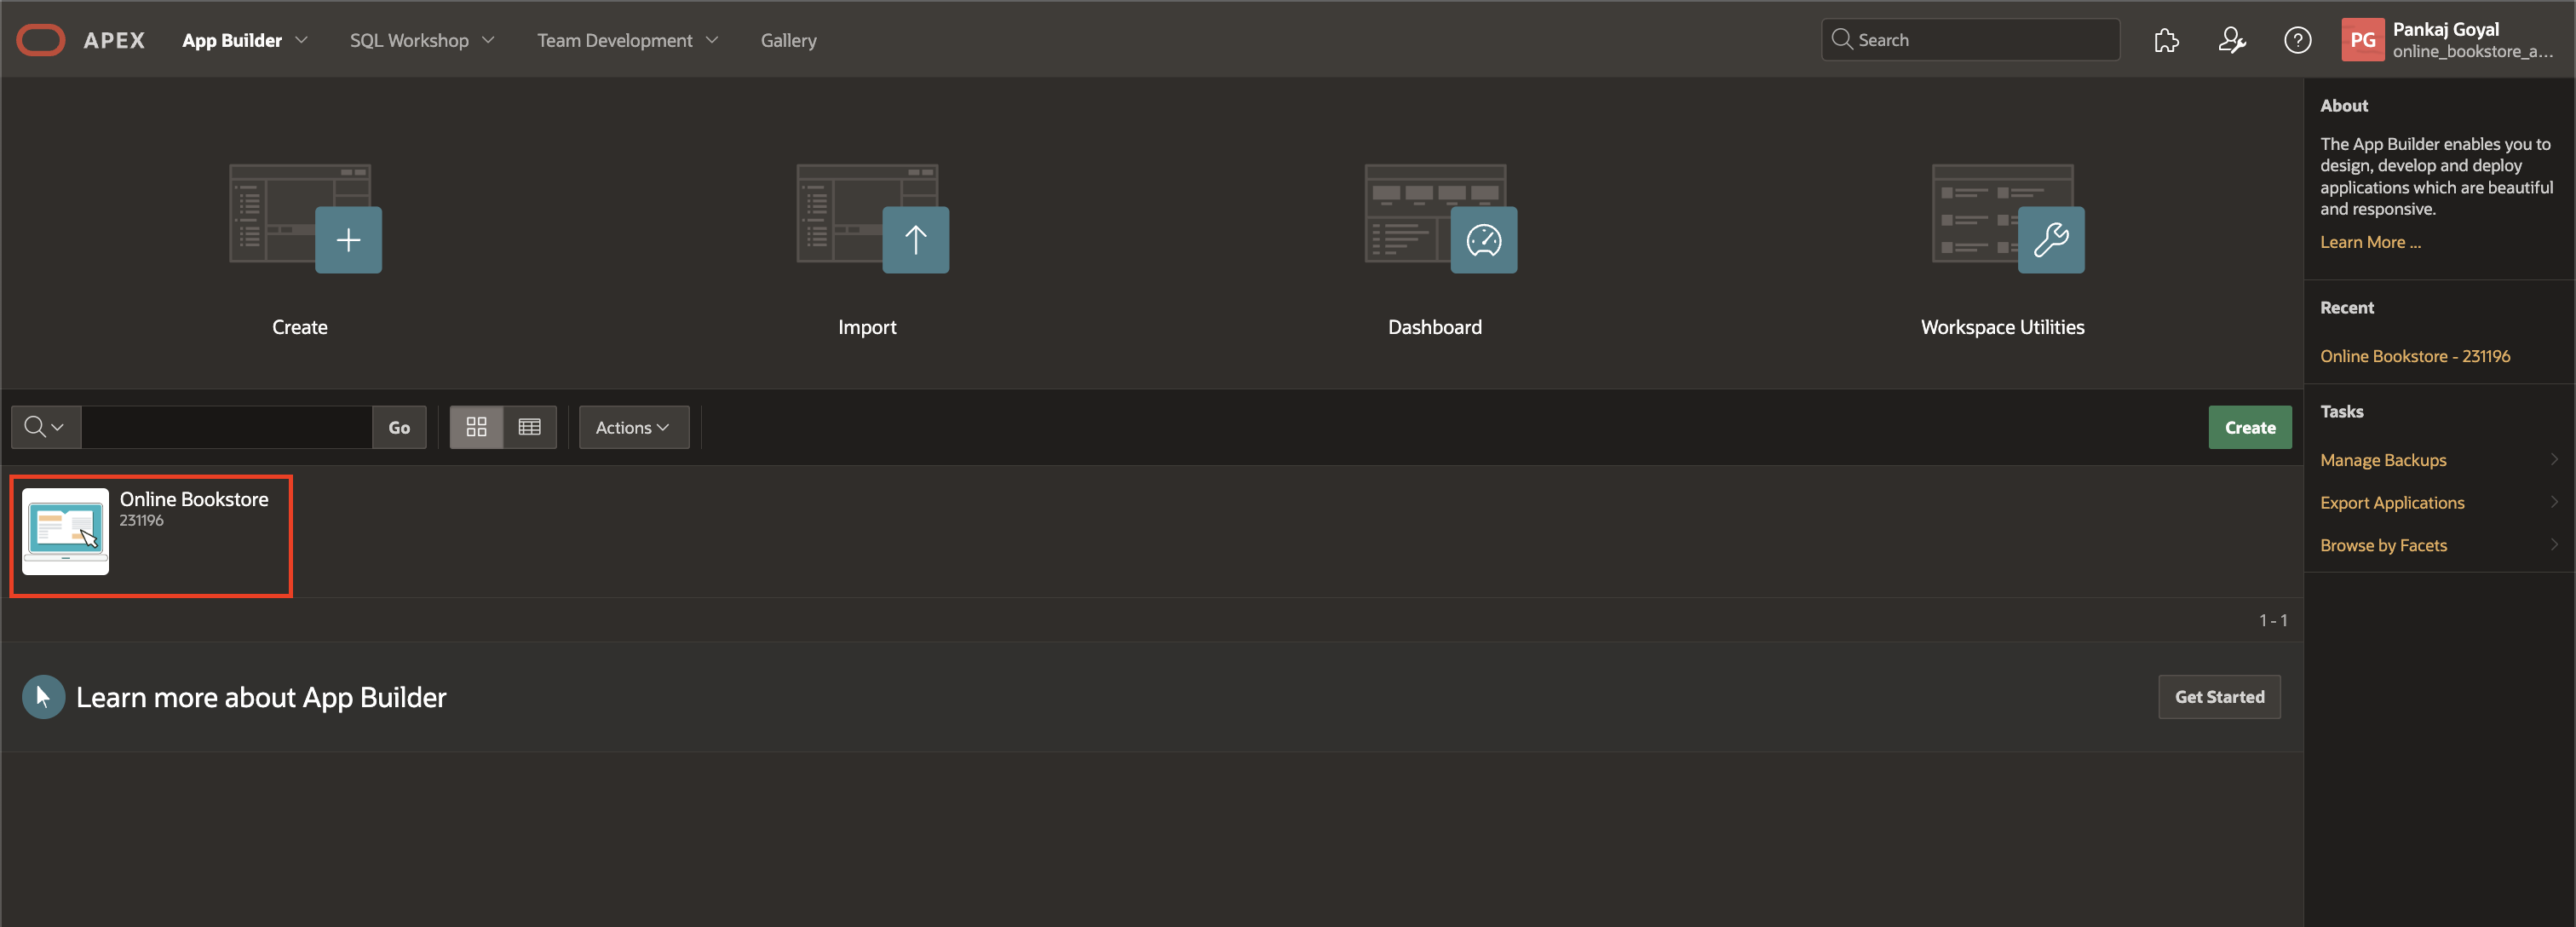 APEX App Builder SQL Workshop Team Development Gallery Search PG Pankaj Goyal
online_bookstore_a...
Create Import Dashboard Workspace Utilities
Go Actions Create
Online Bookstore
231196
1 - 1
Learn more about App Builder Get Started
About
The App Builder enables you to
design, develop and deploy
applications which are beautiful
and responsive.
Learn More ...
Recent
Online Bookstore - 231196
Tasks
Manage Backups
Export Applications
Browse by Facets